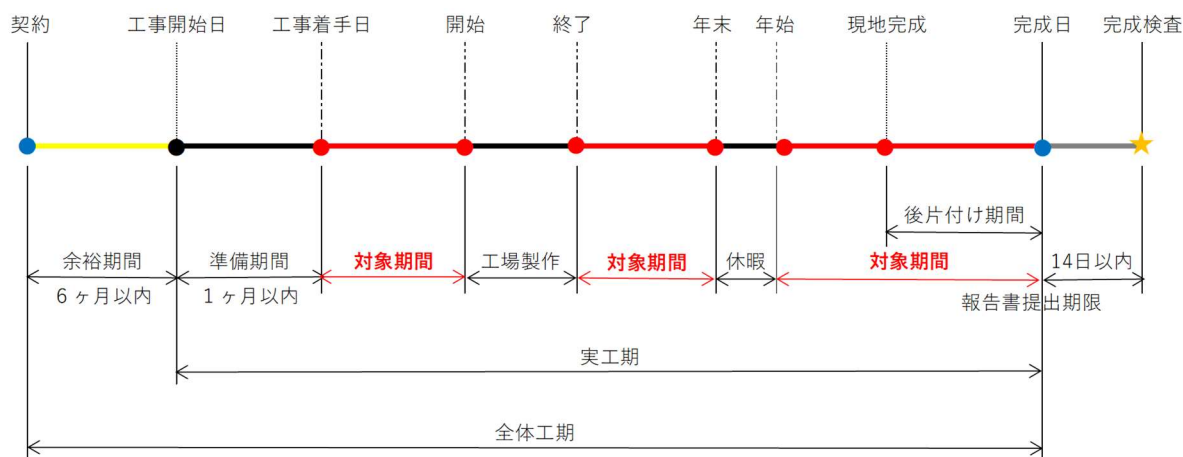 契約 工事開始日 工事着手日 開始 終了 年末 年始 現地完成 完成日 完成検査
後片付け期間
余裕期間 準備期間 対象期間 工場製作 対象期間 休暇 対象期間 14日以内
6ヶ月以内 1ヶ月以内 報告書提出期限
実工期
全体工期